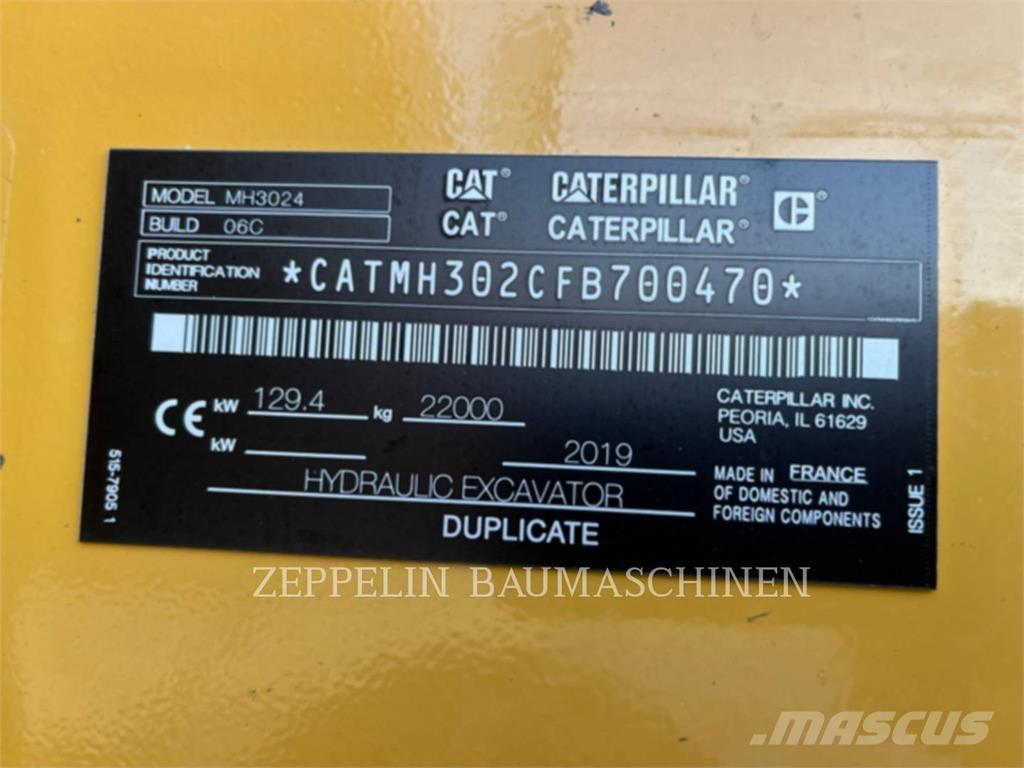 MODEL MH3024
BUILD 06C
CAT® CATERPILLAR® C®
CAT® CATERPILLAR®
PRODUCT
IDENTIFICATION
NUMBER
*CATMH302CFB700470*
CE kW 129.4 kg 22000
kW
2019
HYDRAULIC EXCAVATOR
DUPLICATE
CATERPILLAR INC.
PEORIA, IL 61629
USA
MADE IN FRANCE
OF DOMESTIC AND
FOREIGN COMPONENTS
515-7905 1
ISSUE 1
ZEPPELIN BAUMASCHINEN
MASCUS